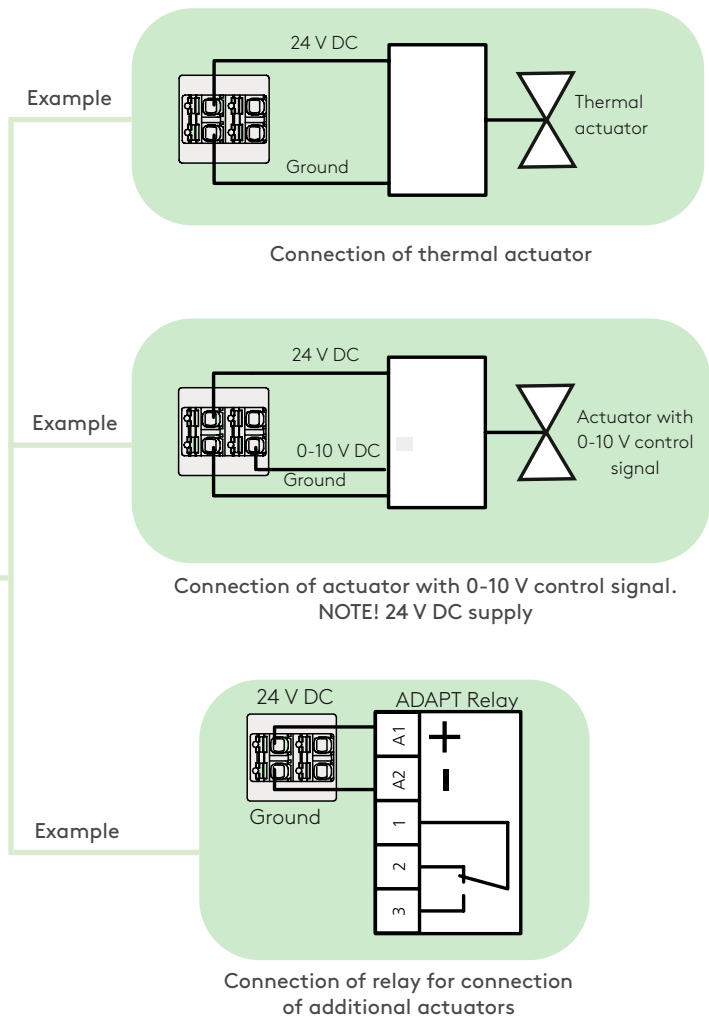 24 V DC
Example
Thermal
actuator
Ground
Connection of thermal actuator
24 V DC
Example
Actuator with
0-10 V control
signal
0-10 V DC
Ground
Connection of actuator with 0-10 V control signal.
NOTE! 24 V DC supply
24 V DC
ADAPT Relay
A1
+
A2
-
Ground
1
Example
2
3
Connection of relay for connection
of additional actuators